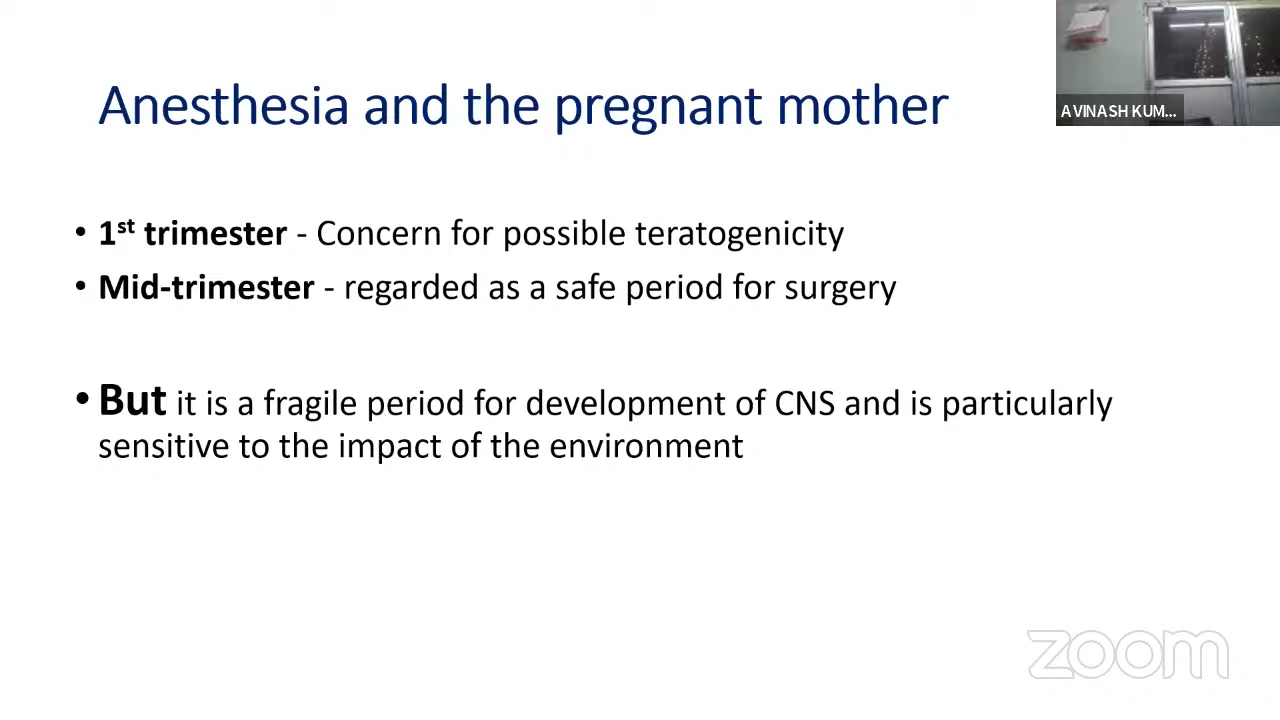 Anesthesia and the pregnant mother
AVINASH KUM...
• 1st trimester - Concern for possible teratogenicity
• Mid-trimester - regarded as a safe period for surgery
• But it is a fragile period for development of CNS and is particularly
sensitive to the impact of the environment
zoom